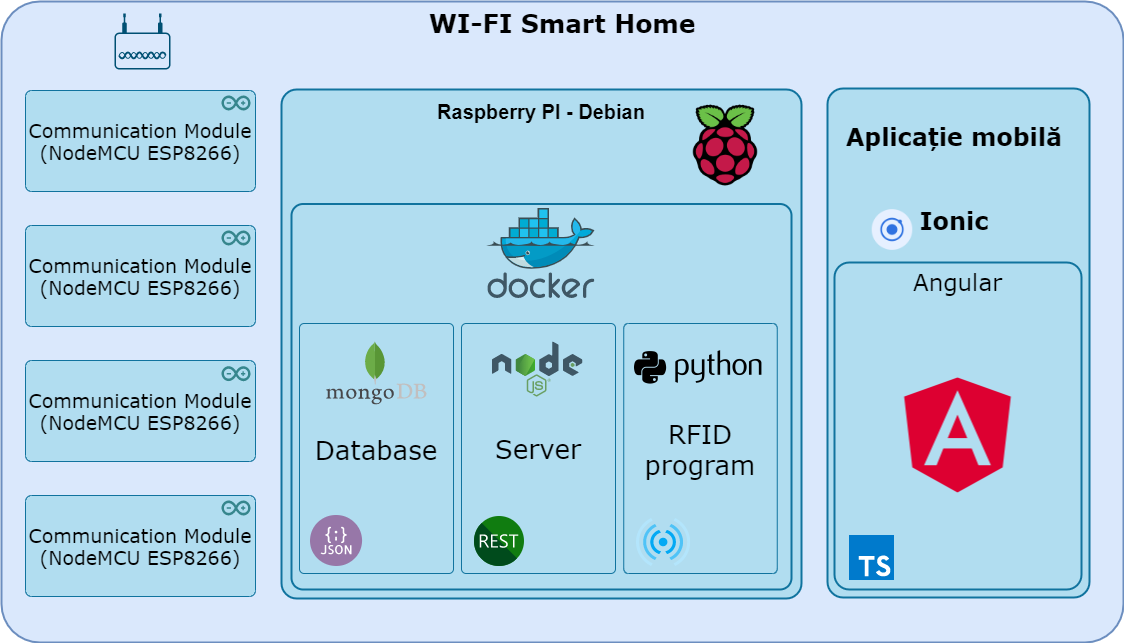 WI-FI Smart Home
Communication Module
(NodeMCU ESP8266)
Communication Module
(NodeMCU ESP8266)
Communication Module
(NodeMCU ESP8266)
Communication Module
(NodeMCU ESP8266)
Raspberry PI - Debian
docker
mongoDB
Database
{;}
JSON
node
JS
Server
REST
python
RFID
program
Aplicație mobilă
Ionic
Angular
A
TS